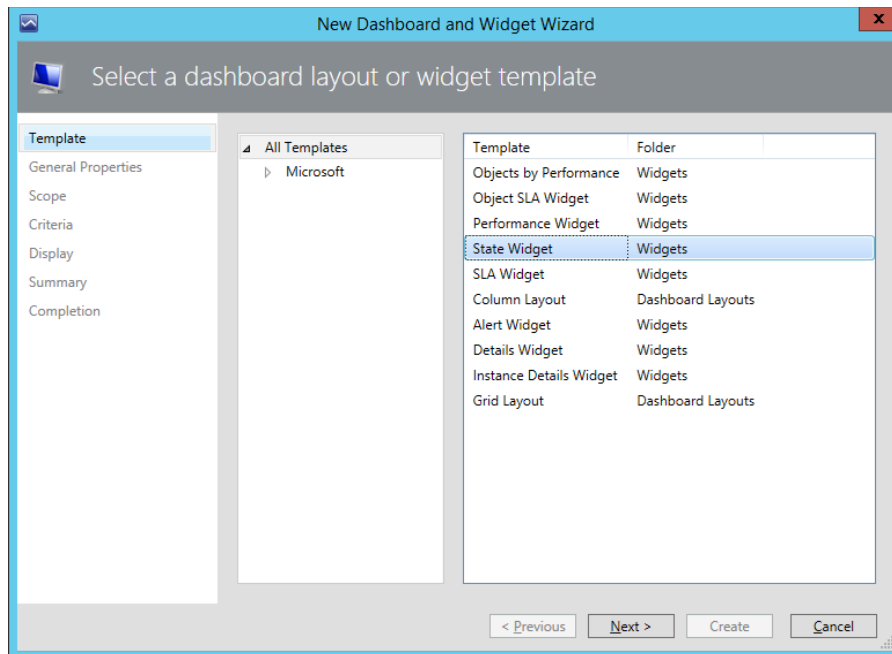 New Dashboard and Widget Wizard
x
Select a dashboard layout or widget template
Template
General Properties
Scope
Criteria
Display
Summary
Completion
All Templates
Microsoft
Template Folder
Objects by Performance Widgets
Object SLA Widget Widgets
Performance Widget Widgets
State Widget Widgets
SLA Widget Widgets
Column Layout Dashboard Layouts
Alert Widget Widgets
Details Widget Widgets
Instance Details Widget Widgets
Grid Layout Dashboard Layouts
< Previous Next > Create Cancel